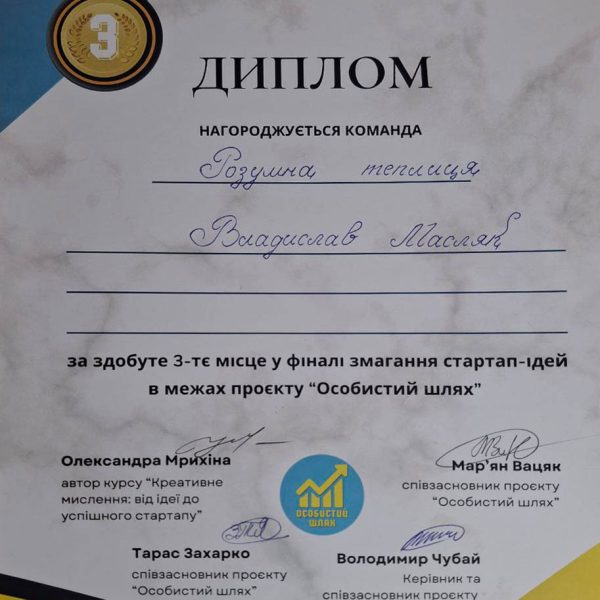 3
ДИПЛОМ
НАГОРОДЖУЄТЬСЯ КОМАНДА
Розумна теплиця
Владислав Масляк
за здобуте 3-тє місце у фіналі змагання стартап-ідей
в межах проєкту “Особистий шлях”
Олександра Мрихіна
автор курсу “Креативне
мислення: від ідеї до
успішного стартапу”
Мар’ян Вацяк
співзасновник проєкту
“Особистий шлях”
ОСОБИСТИЙ
ШЛЯХ
Тарас Захарко
співзасновник проєкту
“Особистий шлях”
Володимир Чубай
Керівник та
співзасновник проєкту